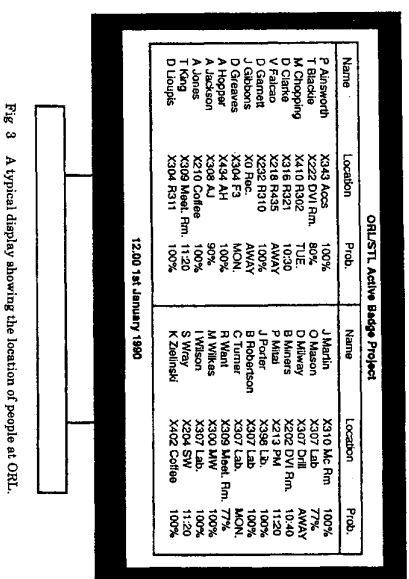 ORL/STL Active Badge Project
Name Location Prob. Name Location Prob.
P Ainsworth X343 Accs 100% J Martin X310 Mc Rm 100%
T Blackie X222 DVI Rm. 80% O Mason X307 Lab 77%
M Chopping X410 R302 TUE. D Milway X307 Drill AWAY
D Clarke X316 R321 10:30 B Miners X202 DVI Rm. 10:40
V Falcao X218 R435 AWAY P Mital X213 PM 11:20
D Garnett X232 R310 100% J Porter X398 Lib. 100%
J Gibbons X0 Rec. AWAY B Robertson X307 Lab 100%
D Greaves X304 F3 MON. C Turner X307 Lab. MON.
A Hopper X434 AH 100% R Want X309 Meet. Rm. 77%
A Jackson X308 AJ 90% M Wilkes X300 MW 100%
A Jones X210 Coffee 100% I Wilson X307 Lab. 100%
T King X309 Meet. Rm. 11:20 S Wray X204 SW 11:20
D Lioupis X304 R311 100% K Zielinski X402 Coffee 100%
12.00 1st January 1990
Fig 3 A typical display showing the location of people at ORL.